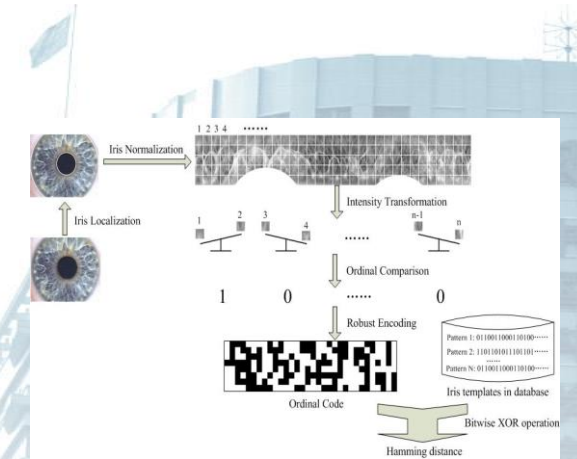 1 2 3 4 ······
Iris Normalization
Intensity Transformation
Iris Localization
1 2 3 4 ······ n-1 n
Ordinal Comparison
1 0 ······ 0
Robust Encoding
Pattern 1: 0110011000110100······
Pattern 2: 1101101011101101······
······
Pattern N: 0110011000110100······
Ordinal Code
Iris templates in database
Bitwise XOR operation
Hamming distance